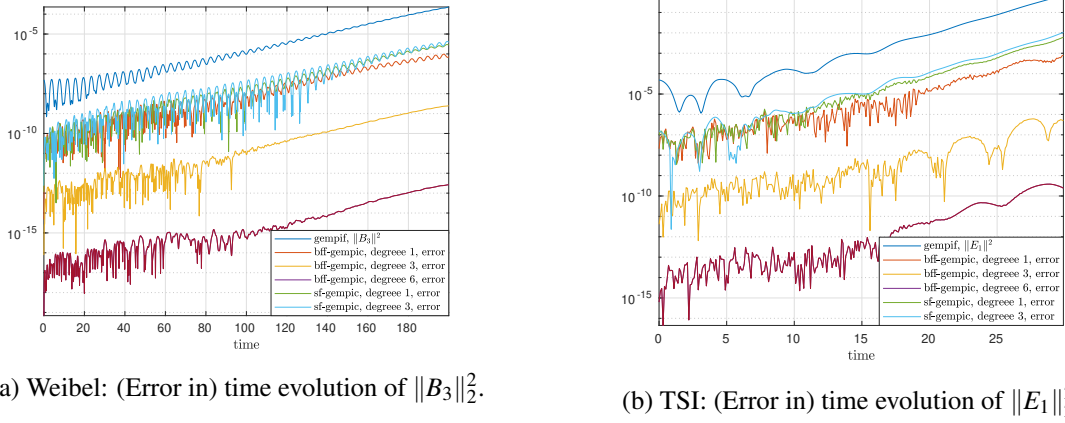 10^-5
10^-10
10^-15
0 20 40 60 80 100 120 140 160 180
time
gempif, ∥B_3∥^2
bff-gempic, degreee 1, error
bff-gempic, degreee 3, error
bff-gempic, degreee 6, error
sf-gempic, degreee 1, error
sf-gempic, degreee 3, error
a) Weibel: (Error in) time evolution of ∥B_3∥_2^2.
10^-5
10^-10
10^-15
0 5 10 15 20 25
time
gempif, ∥E_1∥^2
bff-gempic, degreee 1, error
bff-gempic, degreee 3, error
bff-gempic, degreee 6, error
sf-gempic, degreee 1, error
sf-gempic, degreee 3, error
(b) TSI: (Error in) time evolution of ∥E_1∥